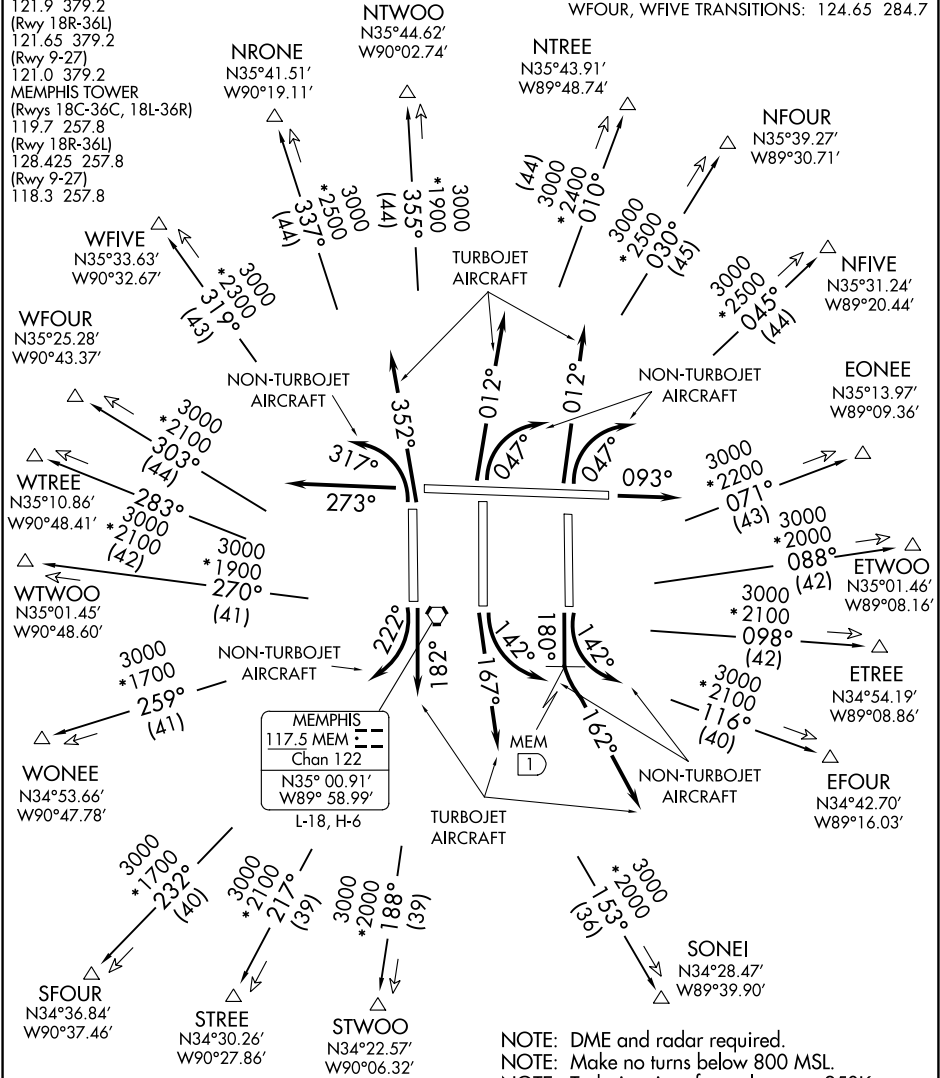 121.9 379.2
(Rwy 18R-36L)
121.65 379.2
(Rwy 9-27)
121.0 379.2
MEMPHIS TOWER
(Rwys 18C-36C, 18L-36R)
119.7 257.8
(Rwy 18R-36L)
128.425 257.8
(Rwy 9-27)
118.3 257.8
WFOUR, WFIVE TRANSITIONS: 124.65 284.7
NTWOO
N35°44.62'
W90°02.74'
NRONE
N35°41.51'
W90°19.11'
NTREE
N35°43.91'
W89°48.74'
NFOUR
N35°39.27'
W89°30.71'
3000
*2500
337°
(44)
3000
*1900
355°
(44)
(44)
3000
*2400
010°
3000
*2500
030°
(45)
WFIVE
N35°33.63'
W90°32.67'
3000
*2300
319°
(43)
TURBOJET
AIRCRAFT
3000
*2500
045°
(44)
NFIVE
N35°31.24'
W89°20.44'
WFOUR
N35°25.28'
W90°43.37'
NON-TURBOJET
AIRCRAFT
NON-TURBOJET
AIRCRAFT
EONEE
N35°13.97'
W89°09.36'
352°
012°
012°
317°
047°
047°
273°
093°
3000
*2100
303°
(44)
3000
*2200
071°
(43)
WTREE
N35°10.86'
W90°48.41'
283°
3000
*2100
(42)
3000
*2000
088°
(42)
ETWOO
N35°01.46'
W89°08.16'
WTWOO
N35°01.45'
W90°48.60'
3000
*1900
270°
(41)
3000
*2100
098°
(42)
ETREE
N34°54.19'
W89°08.86'
222°
182°
167°
142°
180°
142°
162°
3000
*1700
259°
(41)
NON-TURBOJET
AIRCRAFT
3000
*2100
116°
(40)
WONEE
N34°53.66'
W90°47.78'
MEMPHIS
117.5 MEM
Chan 122
N35° 00.91'
W89° 58.99'
L-18, H-6
MEM
1
NON-TURBOJET
AIRCRAFT
EFOUR
N34°42.70'
W89°16.03'
TURBOJET
AIRCRAFT
3000
*1700
232°
(40)
3000
*2100
217°
(39)
3000
*2000
188°
(39)
3000
*2000
153°
(36)
SFOUR
N34°36.84'
W90°37.46'
STREE
N34°30.26'
W90°27.86'
STWOO
N34°22.57'
W90°06.32'
SONEI
N34°28.47'
W89°39.90'
NOTE: DME and radar required.
NOTE: Make no turns below 800 MSL.